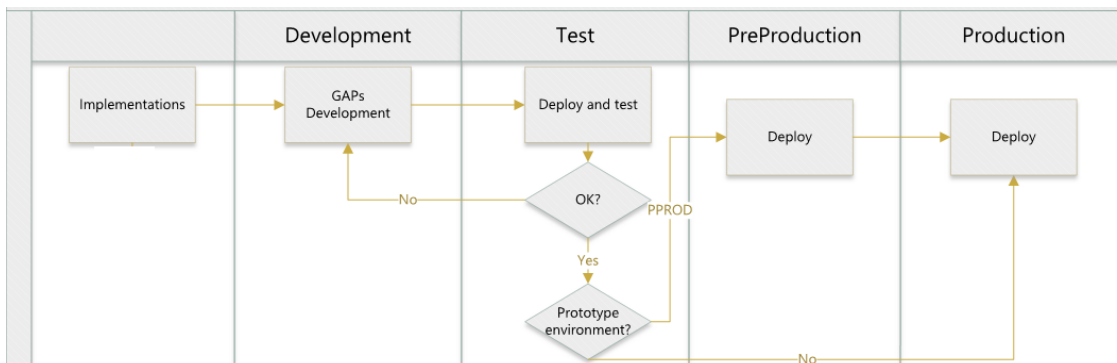 Development
Test
PreProduction
Production
Implementations
GAPs
Development
Deploy and test
Deploy
Deploy
OK?
No
PPROD
Yes
Prototype
environment?
No